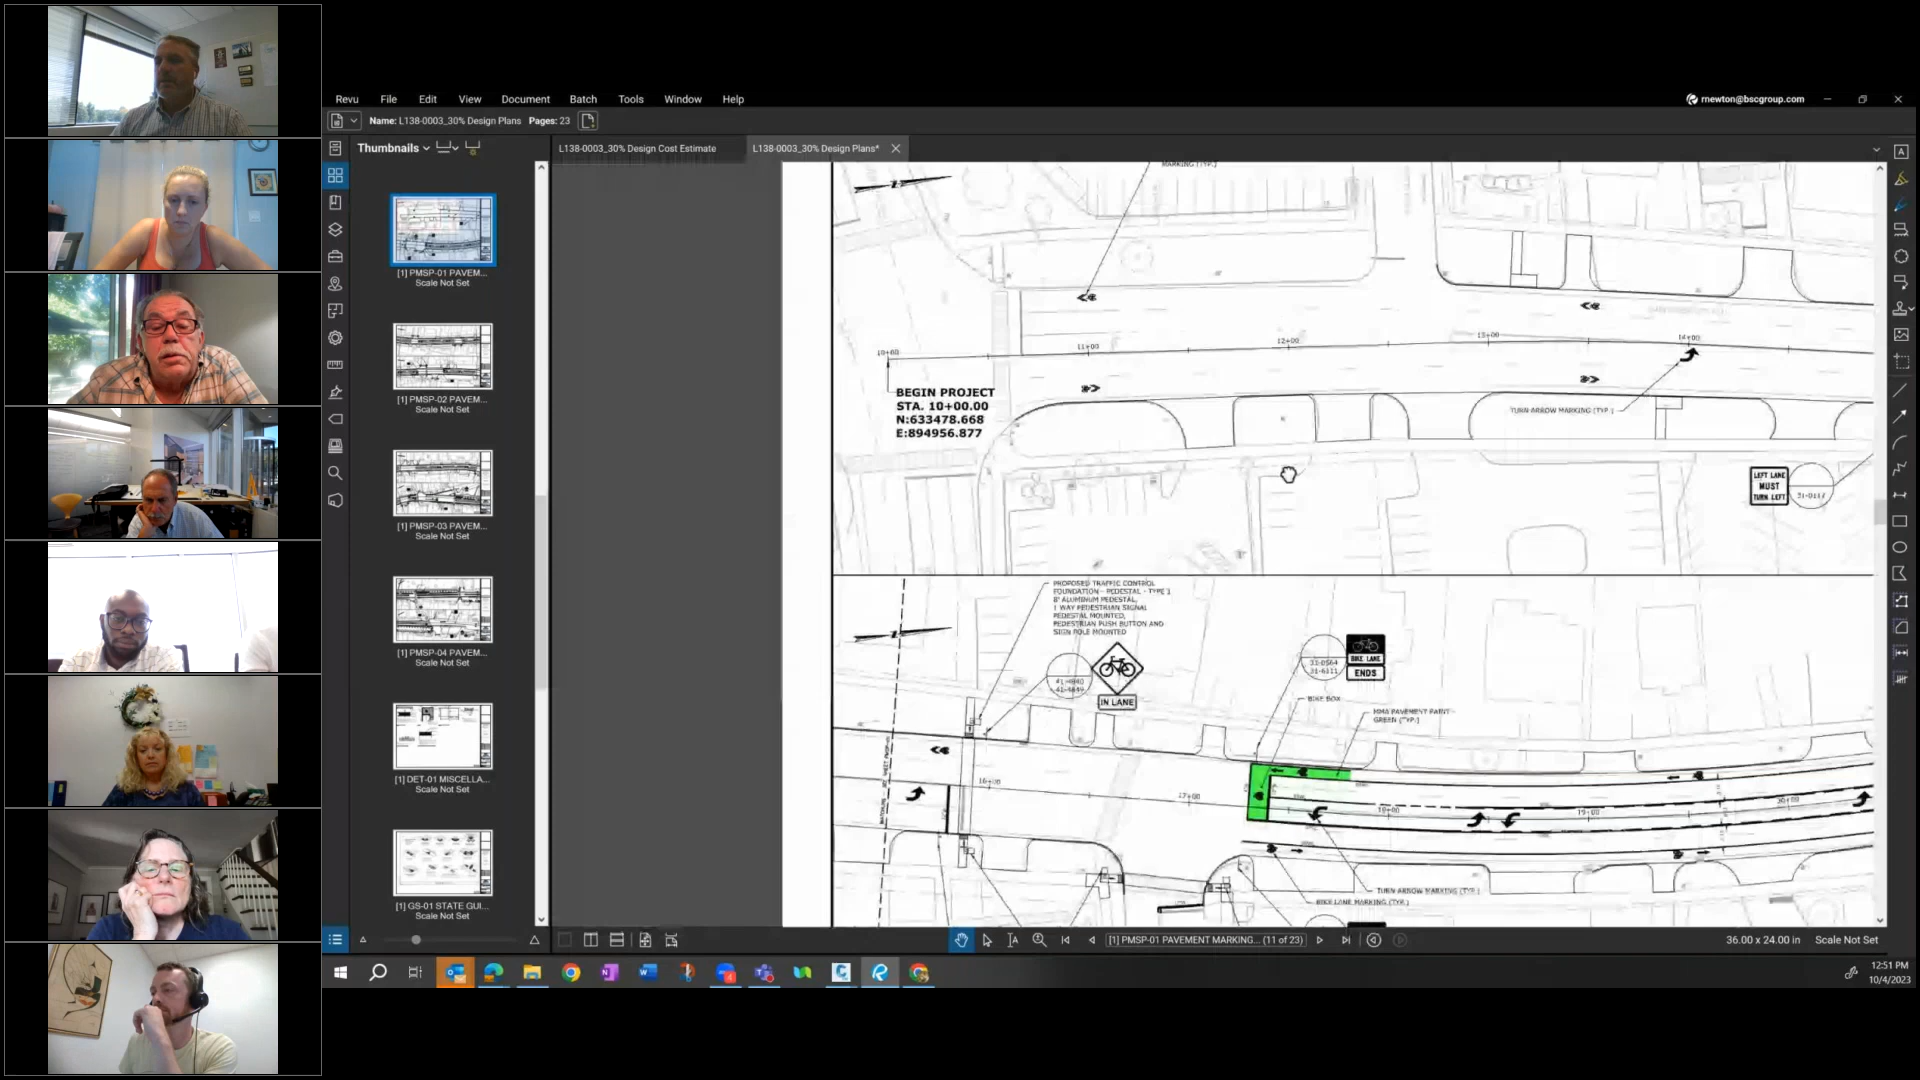 Revu File Edit View Document Batch Tools Window Help
rnewton@bscgroup.com
Name: L138-0003_30% Design Plans Pages: 23
Thumbnails
L138-0003_30% Design Cost Estimate
L138-0003_30% Design Plans*
[1] PMSP-01 PAVEM...
Scale Not Set
[1] PMSP-02 PAVEM...
Scale Not Set
[1] PMSP-03 PAVEM...
Scale Not Set
[1] PMSP-04 PAVEM...
Scale Not Set
[1] DET-01 MISCELLA...
Scale Not Set
[1] GS-01 STATE GUI...
Scale Not Set
MARKING (TYP.)
10+00
11+00
12+00
13+00
14+00
BEGIN PROJECT
STA. 10+00.00
N:633478.668
E:894956.877
TURN ARROW MARKING (TYP.)
LEFT LANE
MUST
TURN LEFT
PROPOSED TRAFFIC CONTROL
FOUNDATION - PEDESTAL - TYPE 1
8' ALUMINUM PEDESTAL,
1 WAY PEDESTRIAN SIGNAL
PEDESTAL MOUNTED,
PEDESTRIAN PUSH BUTTON AND
SIGN POLE MOUNTED
IN LANE
BIKE LANE
ENDS
BIKE BOX
MMA PAVEMENT PAINT -
GREEN (TYP.)
16+00
17+00
18+00
19+00
TURN ARROW MARKING (TYP.)
BIKE LANE MARKING (TYP.)
[1] PMSP-01 PAVEMENT MARKING... (11 of 23)
36.00 x 24.00 in Scale Not Set
12:51 PM
10/4/2023